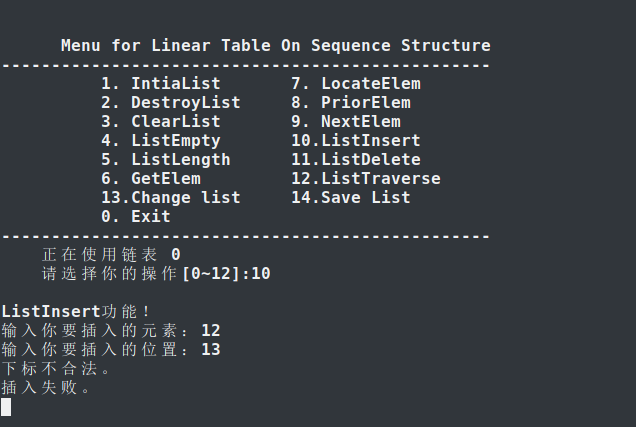 Menu for Linear Table On Sequence Structure
-------------------------------------------------
1. IntiaList 7. LocateElem
2. DestroyList 8. PriorElem
3. ClearList 9. NextElem
4. ListEmpty 10.ListInsert
5. ListLength 11.ListDelete
6. GetElem 12.ListTraverse
13.Change list 14.Save List
0. Exit
-------------------------------------------------
正在使用链表 0
请选择你的操作[0~12]:10
ListInsert功能！
输入你要插入的元素：12
输入你要插入的位置：13
下标不合法。
插入失败。